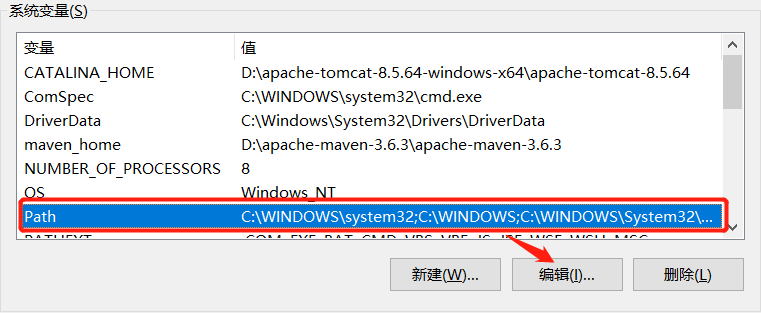 系统变量(S)
变量 值
CATALINA_HOME D:\apache-tomcat-8.5.64-windows-x64\apache-tomcat-8.5.64
ComSpec C:\WINDOWS\system32\cmd.exe
DriverData C:\Windows\System32\Drivers\DriverData
maven_home D:\apache-maven-3.6.3\apache-maven-3.6.3
NUMBER_OF_PROCESSORS 8
OS Windows_NT
Path C:\WINDOWS\system32;C:\WINDOWS;C:\WINDOWS\System32\...
新建(W)... 编辑(I)... 删除(L)